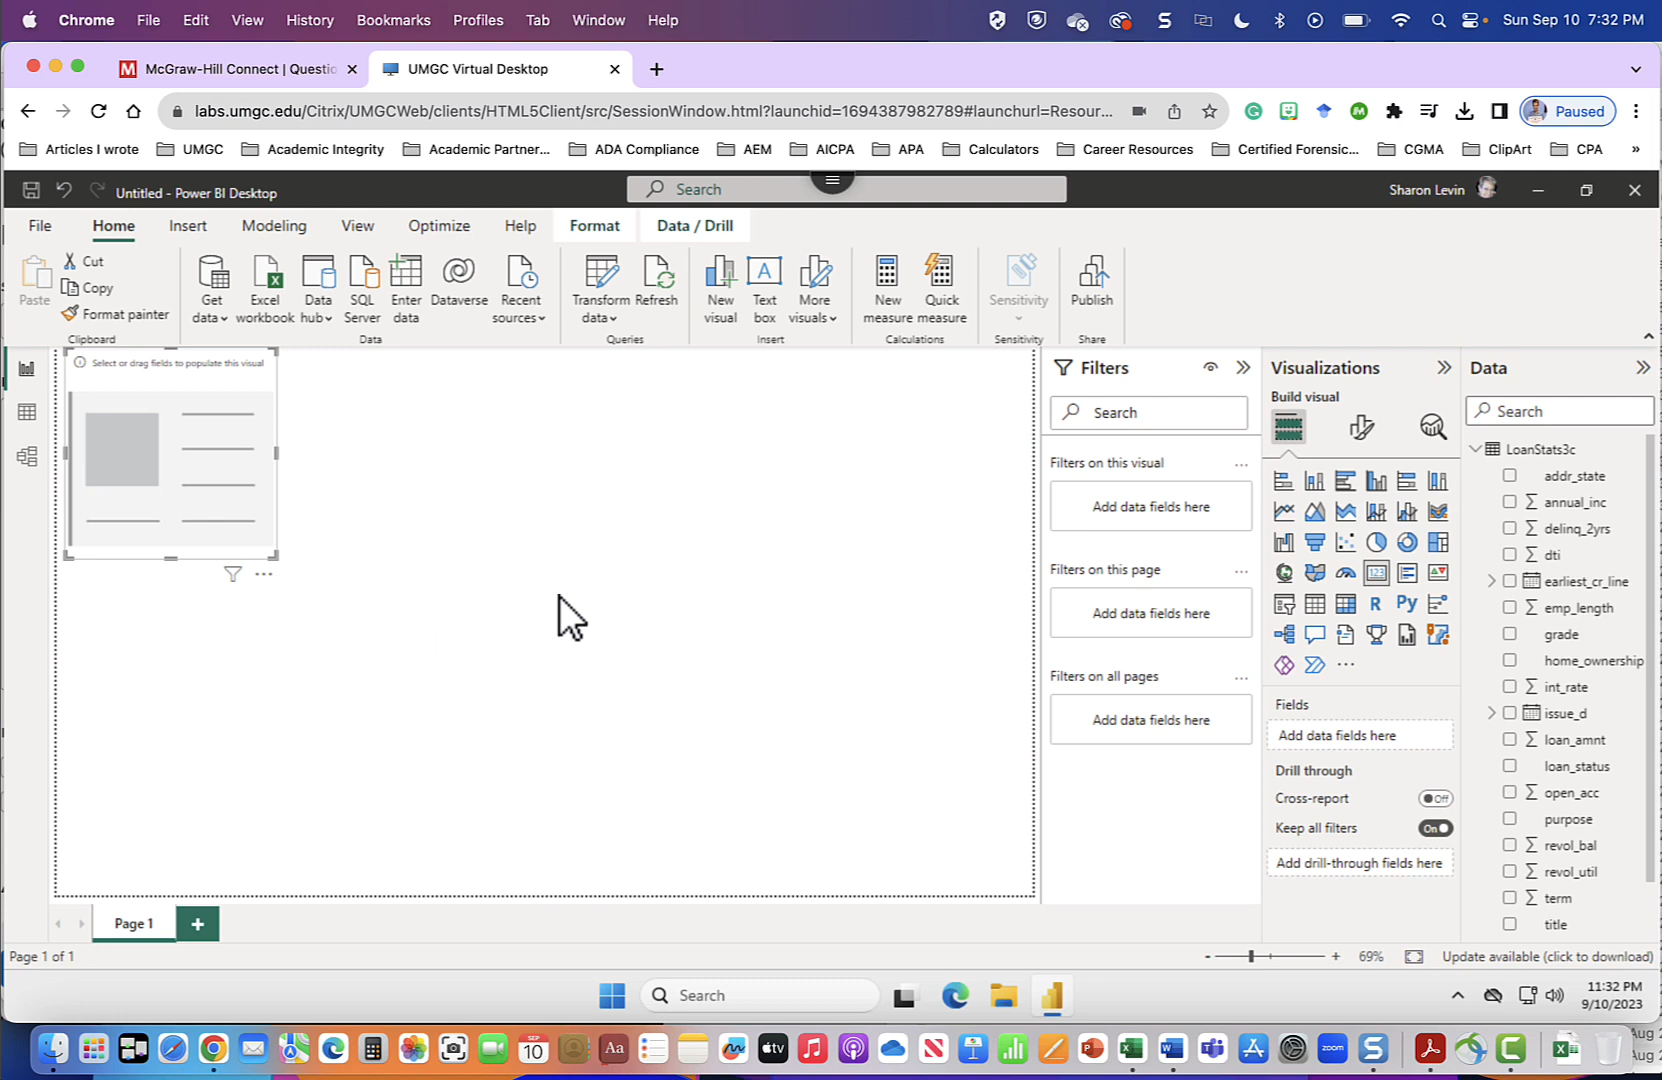 Chrome File Edit View History Bookmarks Profiles Tab Window Help Sun Sep 10 7:32 PM
McGraw-Hill Connect | Questio UMGC Virtual Desktop
labs.umgc.edu/Citrix/UMGCWeb/clients/HTML5Client/src/SessionWindow.html?launchid=1694387982789#launchurl=Resour... Paused
Articles I wrote UMGC Academic Integrity Academic Partner... ADA Compliance AEM AICPA APA Calculators Career Resources Certified Forensic... CGMA ClipArt CPA »
Untitled - Power BI Desktop Search Sharon Levin
File Home Insert Modeling View Optimize Help Format Data / Drill
Paste Cut Copy Format painter
Get data Excel workbook Data hub SQL Server Enter data Dataverse Recent sources
Transform data Refresh
New visual Text box More visuals
New measure Quick measure
Sensitivity
Publish
Clipboard Data Queries Insert Calculations Sensitivity Share
Select or drag fields to populate this visual
Filters
Search
Filters on this visual
Add data fields here
Filters on this page
Add data fields here
Filters on all pages
Add data fields here
Visualizations
Build visual
123
R
Py
Fields
Add data fields here
Drill through
Cross-report Off
Keep all filters On
Add drill-through fields here
Data
Search
LoanStats3c
addr_state
annual_inc
delinq_2yrs
dti
earliest_cr_line
emp_length
grade
home_ownership
int_rate
issue_d
loan_amnt
loan_status
open_acc
purpose
revol_bal
revol_util
term
title
Page 1
Page 1 of 1 - + 69% Update available (click to download)
Search
11:32 PM
9/10/2023
SEP
10
Aa
tv
zoom
Aug 2
Aug 2